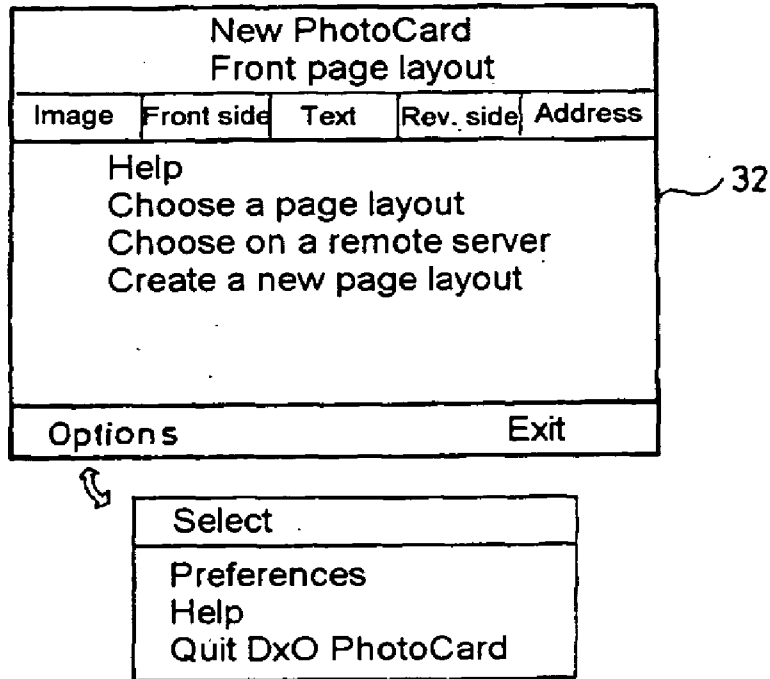 New PhotoCard
Front page layout
Image Front side Text Rev. side Address
Help
Choose a page layout
Choose on a remote server
Create a new page layout
32
Options Exit
Select
Preferences
Help
Quit DxO PhotoCard